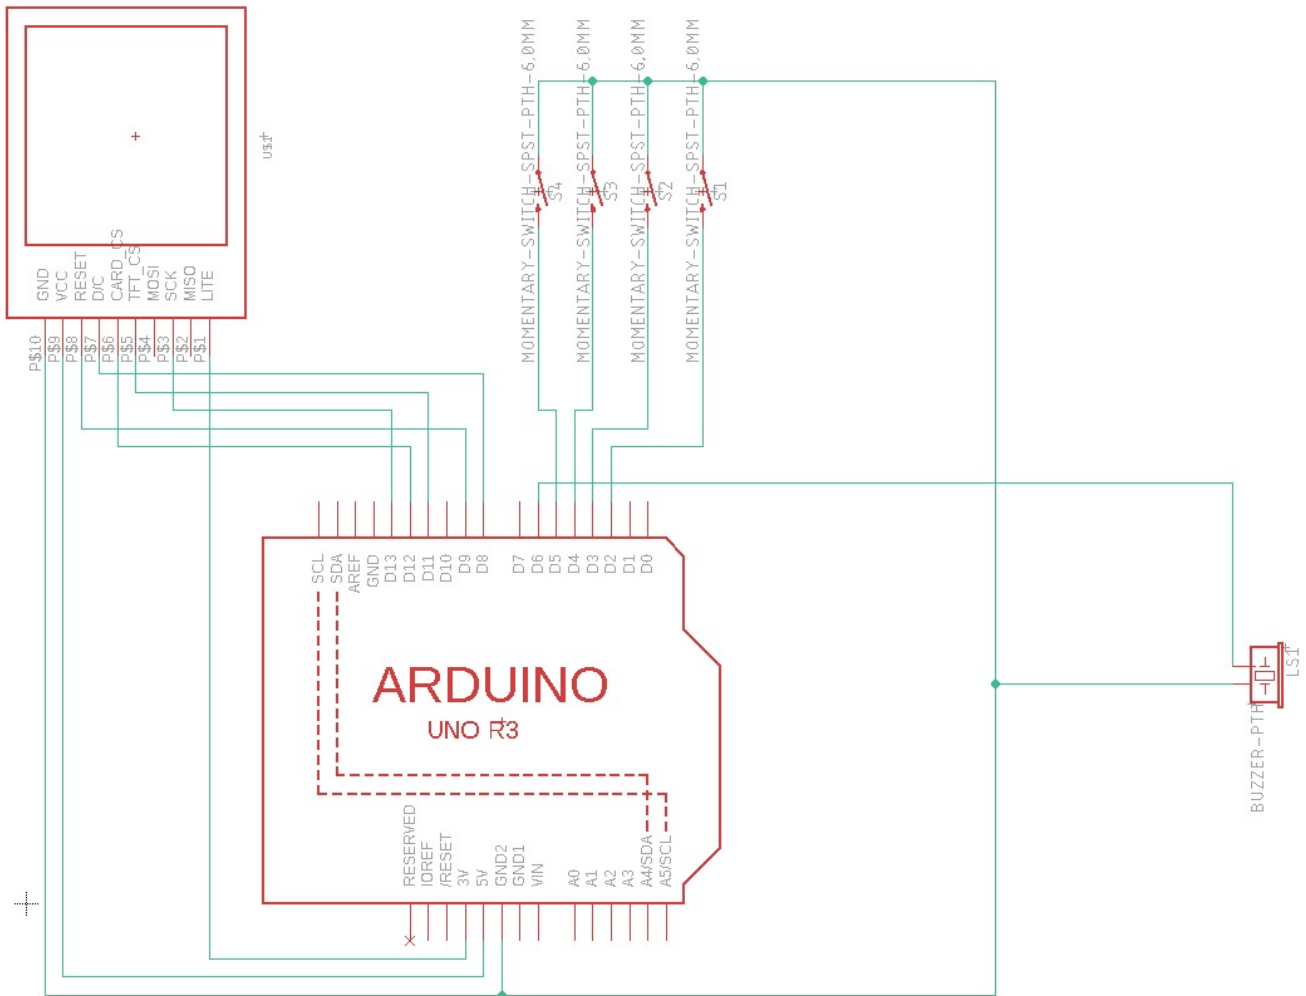 U$1
GND
VCC
RESET
D/C
CARD_CS
TFT_CS
MOSI
SCK
MISO
LITE
P$10
P$9
P$8
P$7
P$6
P$5
P$4
P$3
P$2
P$1
MOMENTARY-SWITCH-SPST-PTH-6.0MM
S4
MOMENTARY-SWITCH-SPST-PTH-6.0MM
S3
MOMENTARY-SWITCH-SPST-PTH-6.0MM
S2
MOMENTARY-SWITCH-SPST-PTH-6.0MM
S1
SCL
SDA
AREF
GND
D13
D12
D11
D10
D9
D8
D7
D6
D5
D4
D3
D2
D1
D0
ARDUINO
UNO R3
LS1
BUZZER-PTH
RESERVED
IOREF
/RESET
3V
5V
GND2
GND1
VIN
A0
A1
A2
A3
A4/SDA
A5/SCL